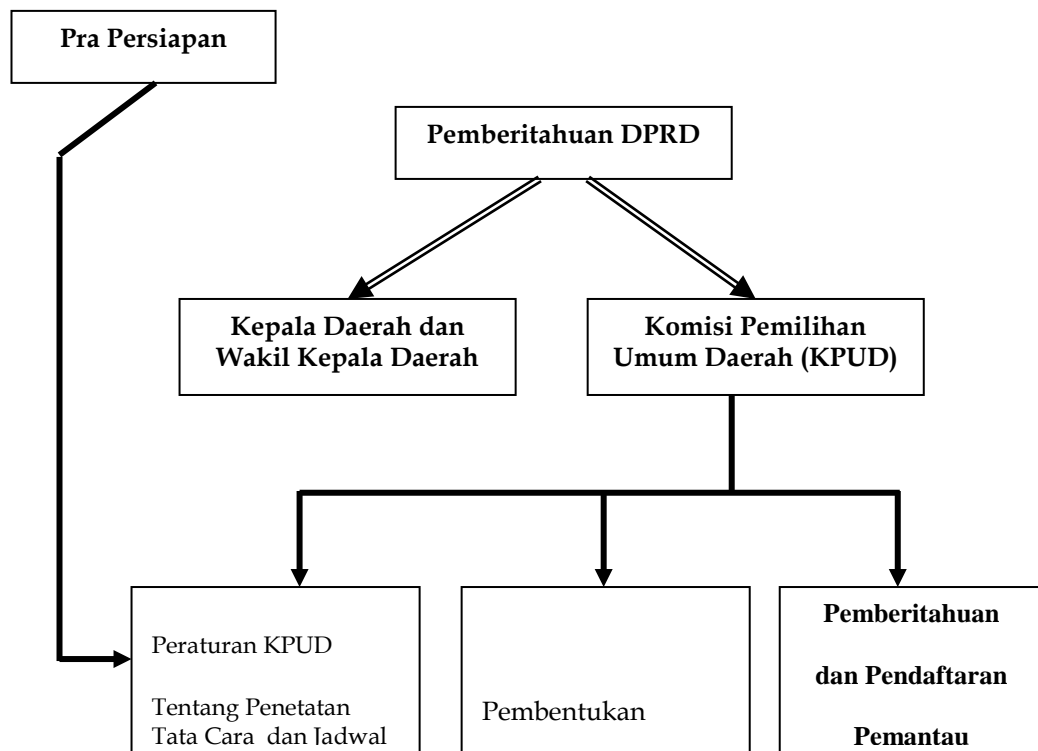 Pra Persiapan
Pemberitahuan DPRD
Kepala Daerah dan
Wakil Kepala Daerah
Komisi Pemilihan
Umum Daerah (KPUD)
Peraturan KPUD
Tentang Penetatan
Tata Cara  dan Jadwal
Pembentukan
Pemberitahuan
dan Pendaftaran
Pemantau